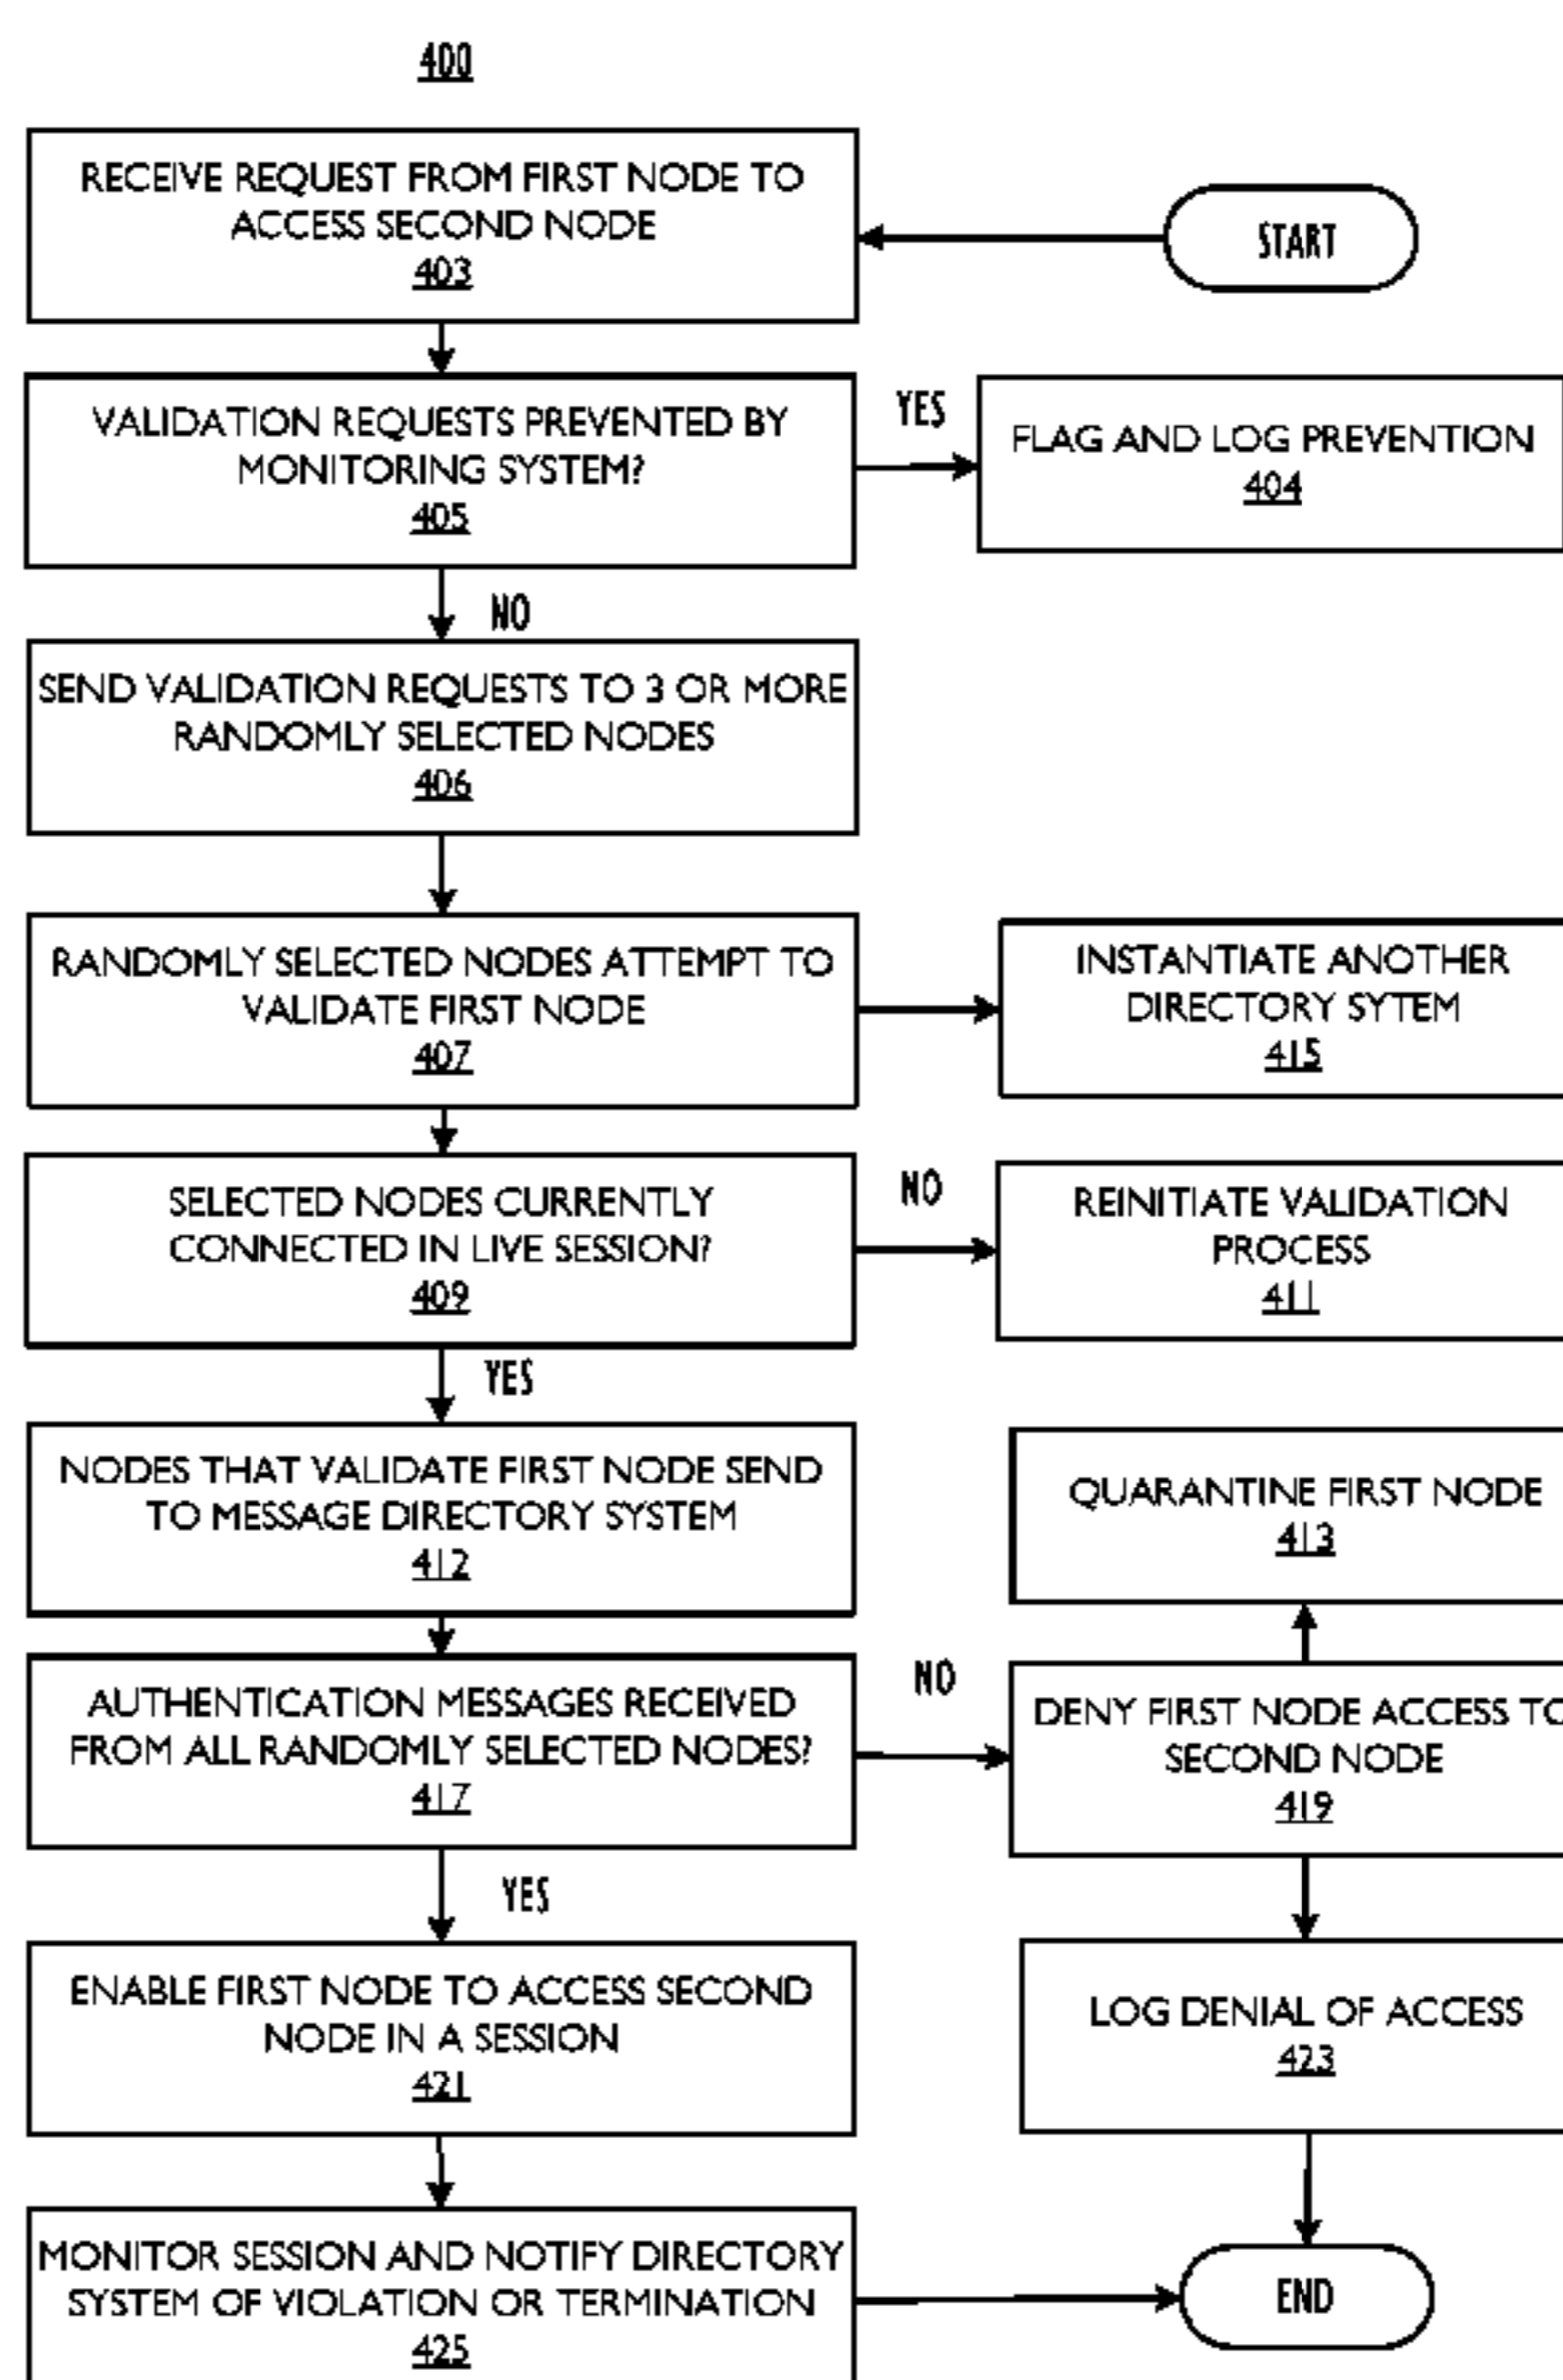 400
RECEIVE REQUEST FROM FIRST NODE TO
ACCESS SECOND NODE
403
START
VALIDATION REQUESTS PREVENTED BY
MONITORING SYSTEM?
405
YES
FLAG AND LOG PREVENTION
404
NO
SEND VALIDATION REQUESTS TO 3 OR MORE
RANDOMLY SELECTED NODES
406
RANDOMLY SELECTED NODES ATTEMPT TO
VALIDATE FIRST NODE
407
INSTANTIATE ANOTHER
DIRECTORY SYTEM
415
SELECTED NODES CURRENTLY
CONNECTED IN LIVE SESSION?
409
NO
REINITIATE VALIDATION
PROCESS
411
YES
NODES THAT VALIDATE FIRST NODE SEND
TO MESSAGE DIRECTORY SYSTEM
412
QUARANTINE FIRST NODE
413
AUTHENTICATION MESSAGES RECEIVED
FROM ALL RANDOMLY SELECTED NODES?
417
NO
DENY FIRST NODE ACCESS TO
SECOND NODE
419
YES
ENABLE FIRST NODE TO ACCESS SECOND
NODE IN A SESSION
421
LOG DENIAL OF ACCESS
423
MONITOR SESSION AND NOTIFY DIRECTORY
SYSTEM OF VIOLATION OR TERMINATION
425
END